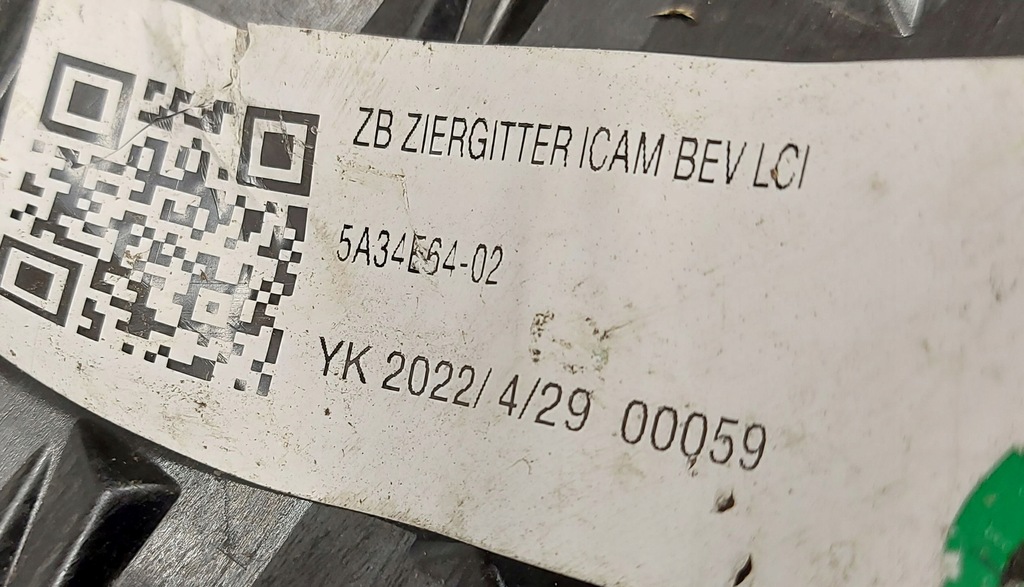 ZB ZIERGITTER ICAM BEV LCI
5A34E64-02
YK 2022/4/29 00059